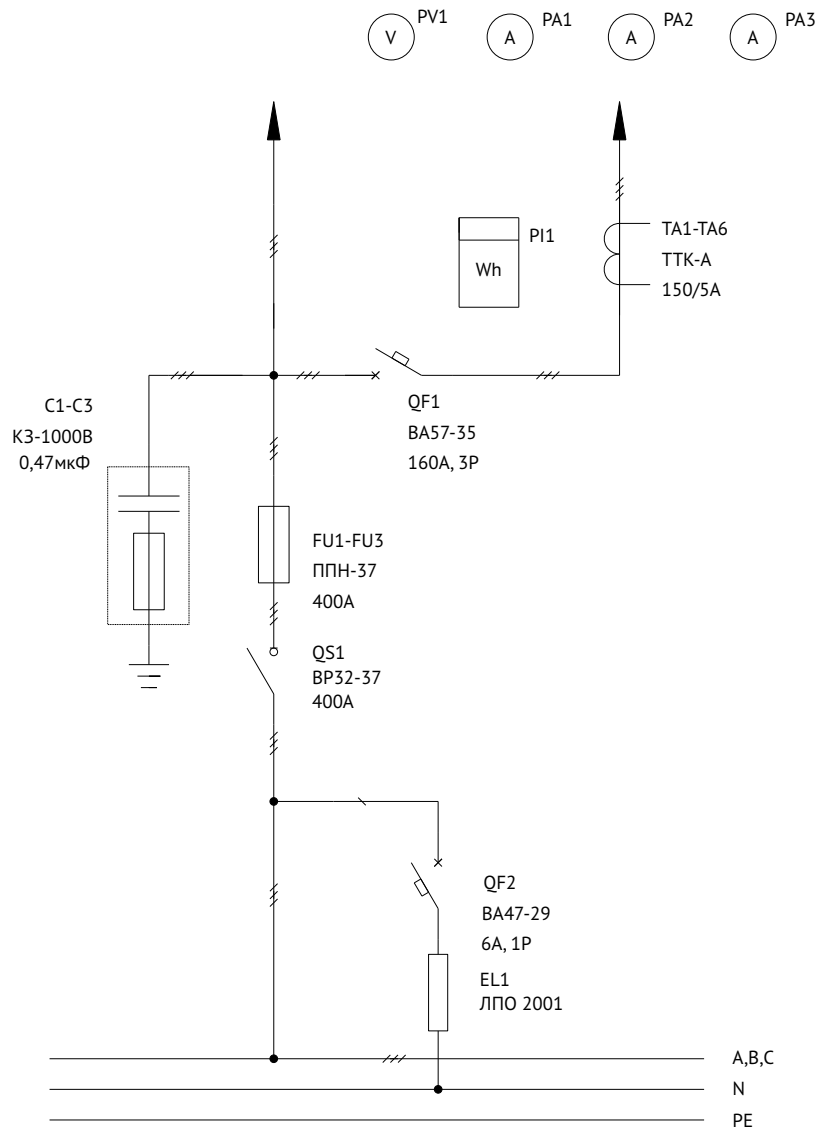 PV1
PA1
PA2
PA3
V
A
A
A
PI1
Wh
TA1-TA6
ТТК-А
150/5А
C1-C3
КЗ-1000В
0,47мкФ
QF1
ВА57-35
160А, 3Р
FU1-FU3
ППН-37
400А
QS1
ВР32-37
400А
QF2
ВА47-29
6А, 1Р
EL1
ЛПО 2001
A,B,C
N
PE